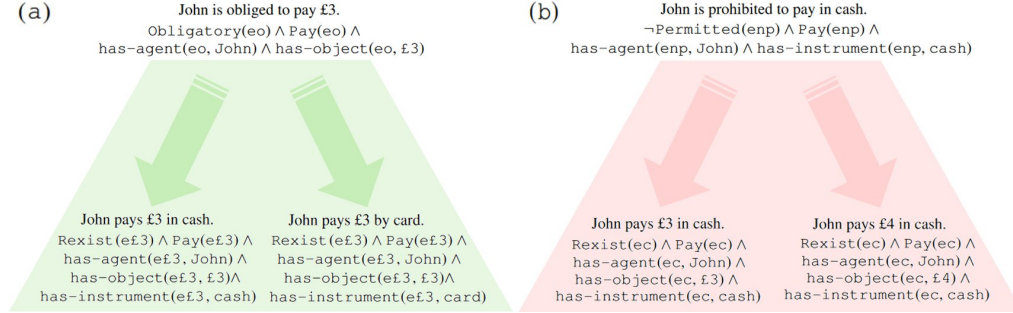 (a)
John is obliged to pay £3.
Obligatory(eo) ∧ Pay(eo) ∧
has-agent(eo, John) ∧ has-object(eo, £3)
John pays £3 in cash.
Rexist(e£3) ∧ Pay(e£3) ∧
has-agent(e£3, John) ∧
has-object(e£3, £3)∧
has-instrument(e£3, cash)
John pays £3 by card.
Rexist(e£3) ∧ Pay(e£3) ∧
has-agent(e£3, John) ∧
has-object(e£3, £3)∧
has-instrument(e£3, card)
(b)
John is prohibited to pay in cash.
¬Permitted(enp) ∧ Pay(enp) ∧
has-agent(enp, John) ∧ has-instrument(enp, cash)
John pays £3 in cash.
Rexist(ec) ∧ Pay(ec) ∧
has-agent(ec, John) ∧
has-object(ec, £3) ∧
has-instrument(ec, cash)
John pays £4 in cash.
Rexist(ec) ∧ Pay(ec) ∧
has-agent(ec, John) ∧
has-object(ec, £4) ∧
has-instrument(ec, cash)